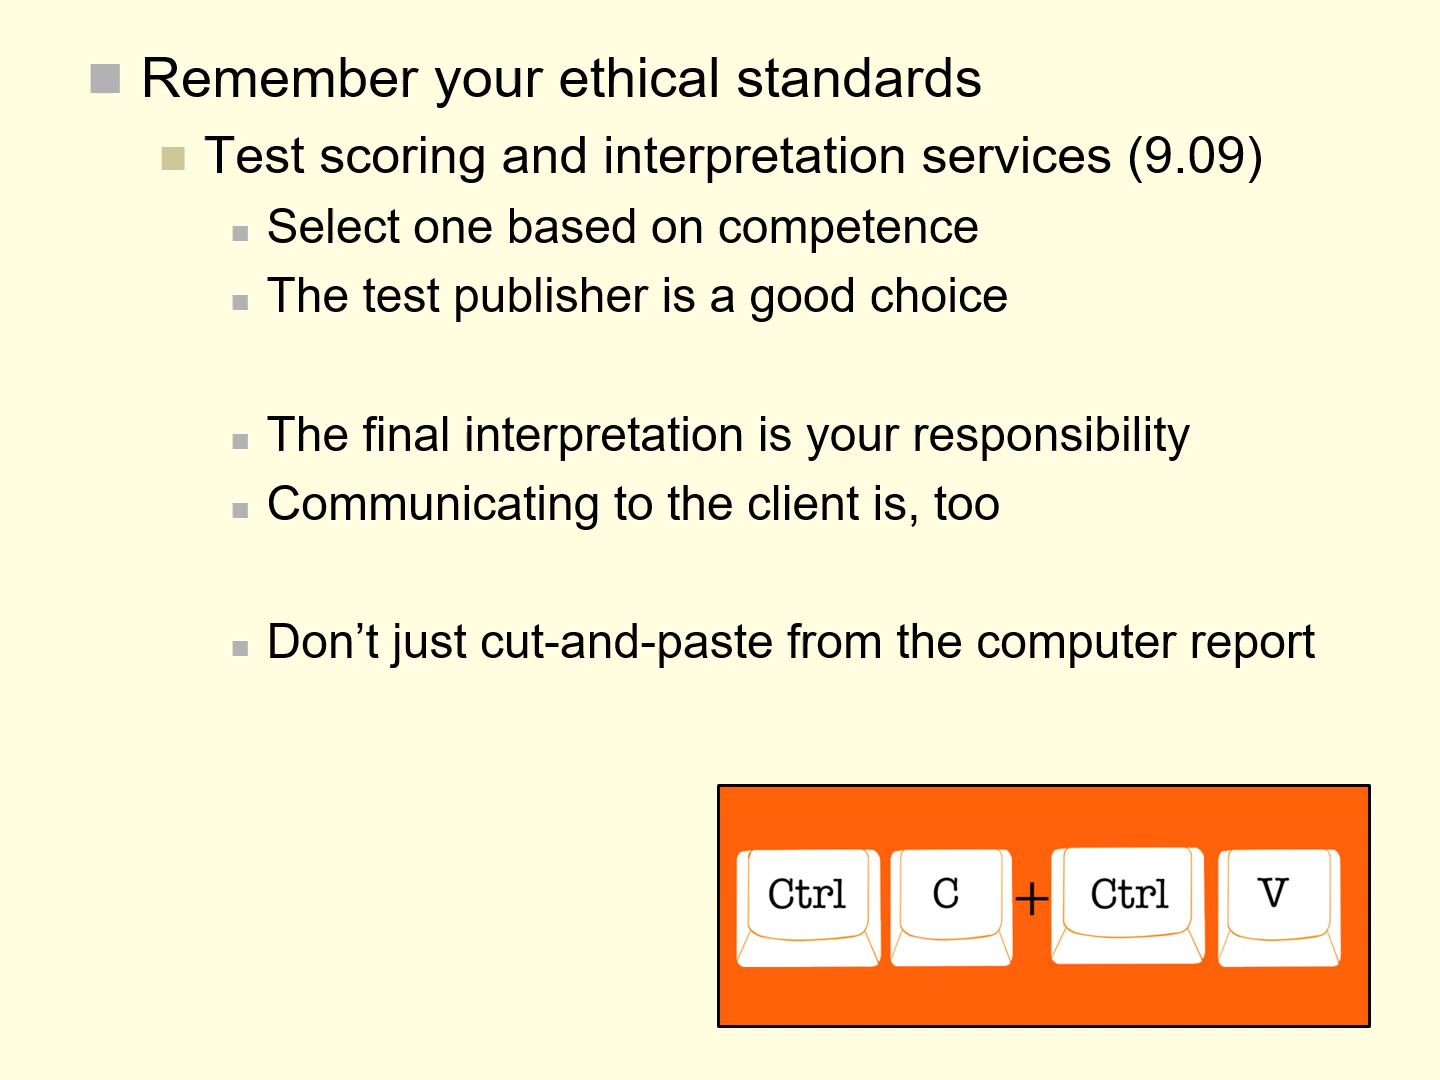 Remember your ethical standards
Test scoring and interpretation services (9.09)
Select one based on competence
The test publisher is a good choice
The final interpretation is your responsibility
Communicating to the client is, too
Don’t just cut-and-paste from the computer report
Ctrl C + Ctrl V